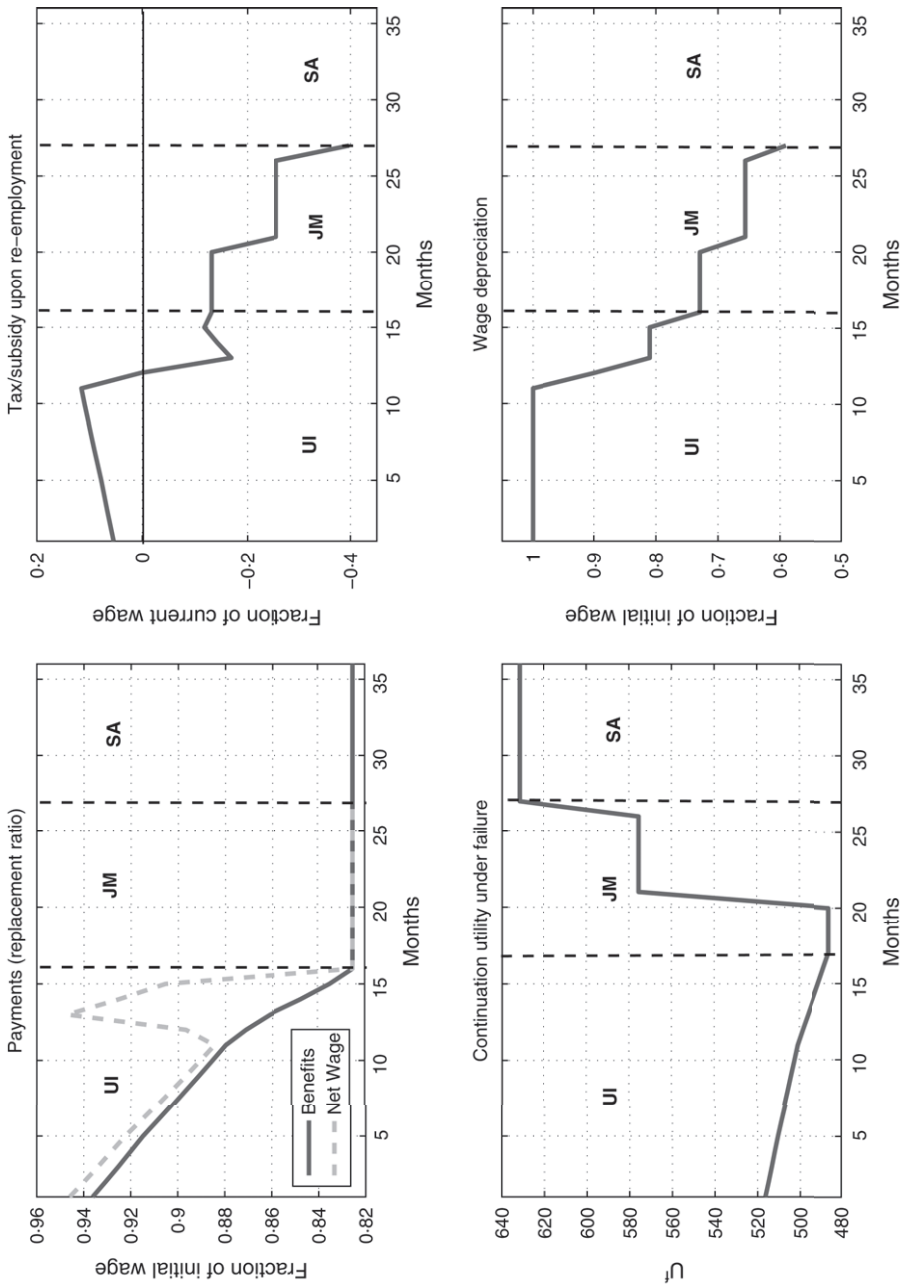 Payments (replacement ratio)
Fraction of initial wage
0·96
0·94
0·92
0·9
0·88
0·86
0·84
0·82
UI
JM
SA
Benefits
Net Wage
5 10 15 20 25 30 35
Months
Tax/subsidy upon re−employment
Fraction of current wage
0·2
0
−0·2
−0·4
UI
JM
SA
5 10 15 20 25 30 35
Months
Continuation utility under failure
Uᶠ
640
620
600
580
560
540
520
500
480
UI
JM
SA
5 10 15 20 25 30 35
Months
Wage depreciation
Fraction of initial wage
1
0·9
0·8
0·7
0·6
0·5
UI
JM
SA
5 10 15 20 25 30 35
Months